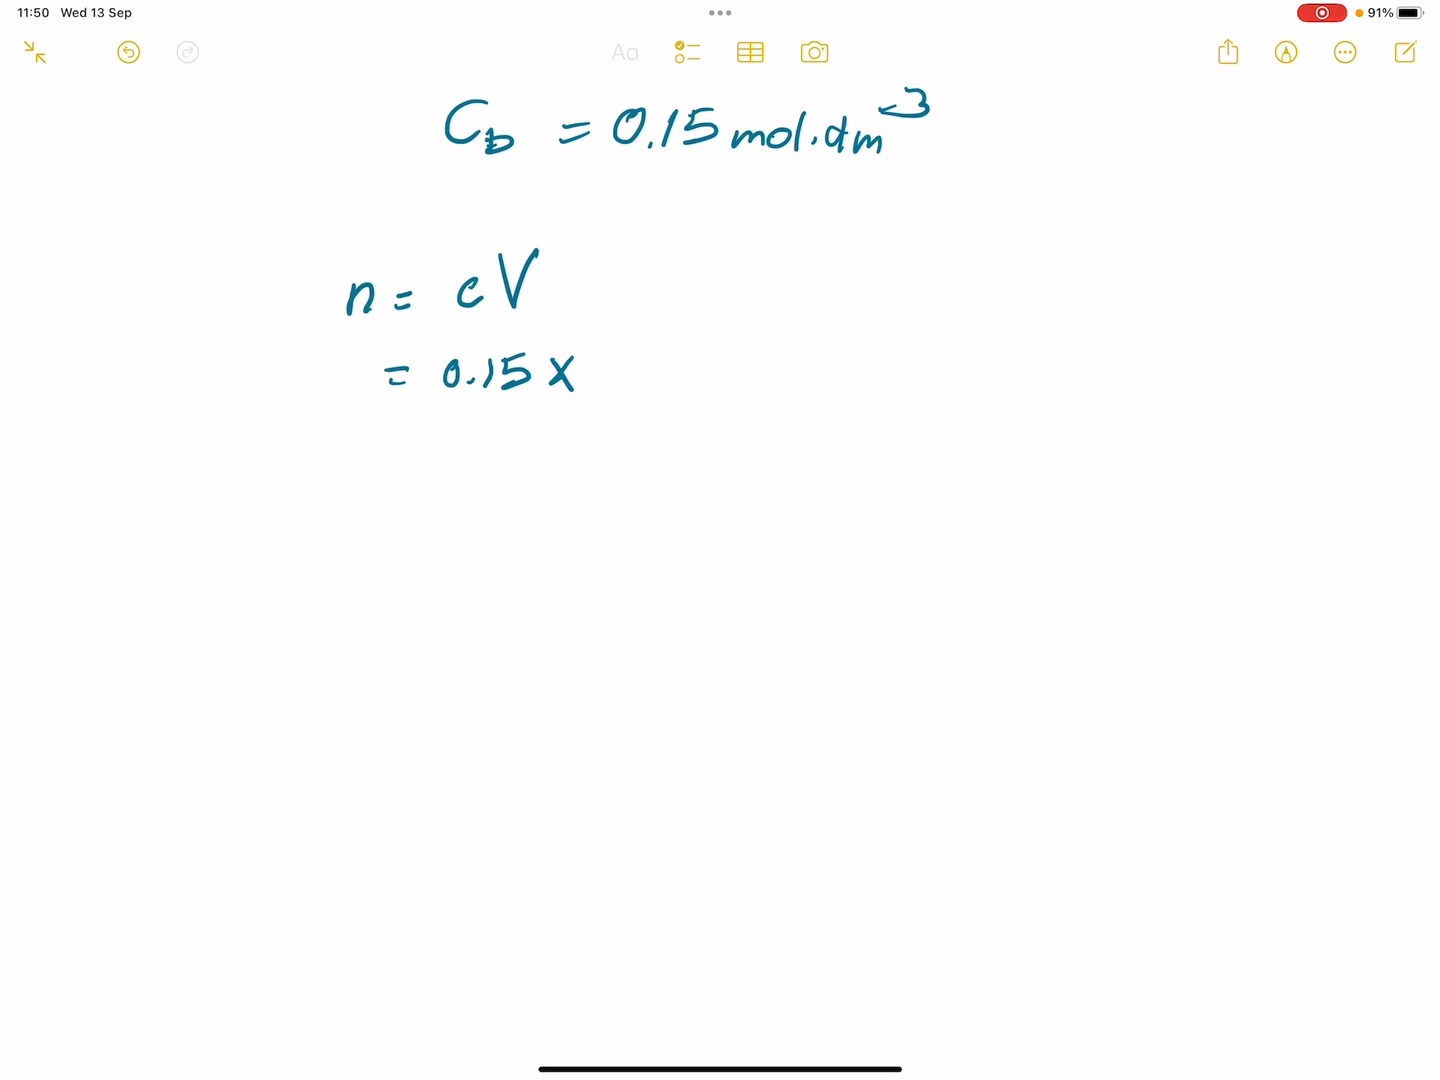 11:50 Wed 13 Sep 91%
Aa
C_b = 0.15 mol.dm^-3
n = cV
= 0.15 x